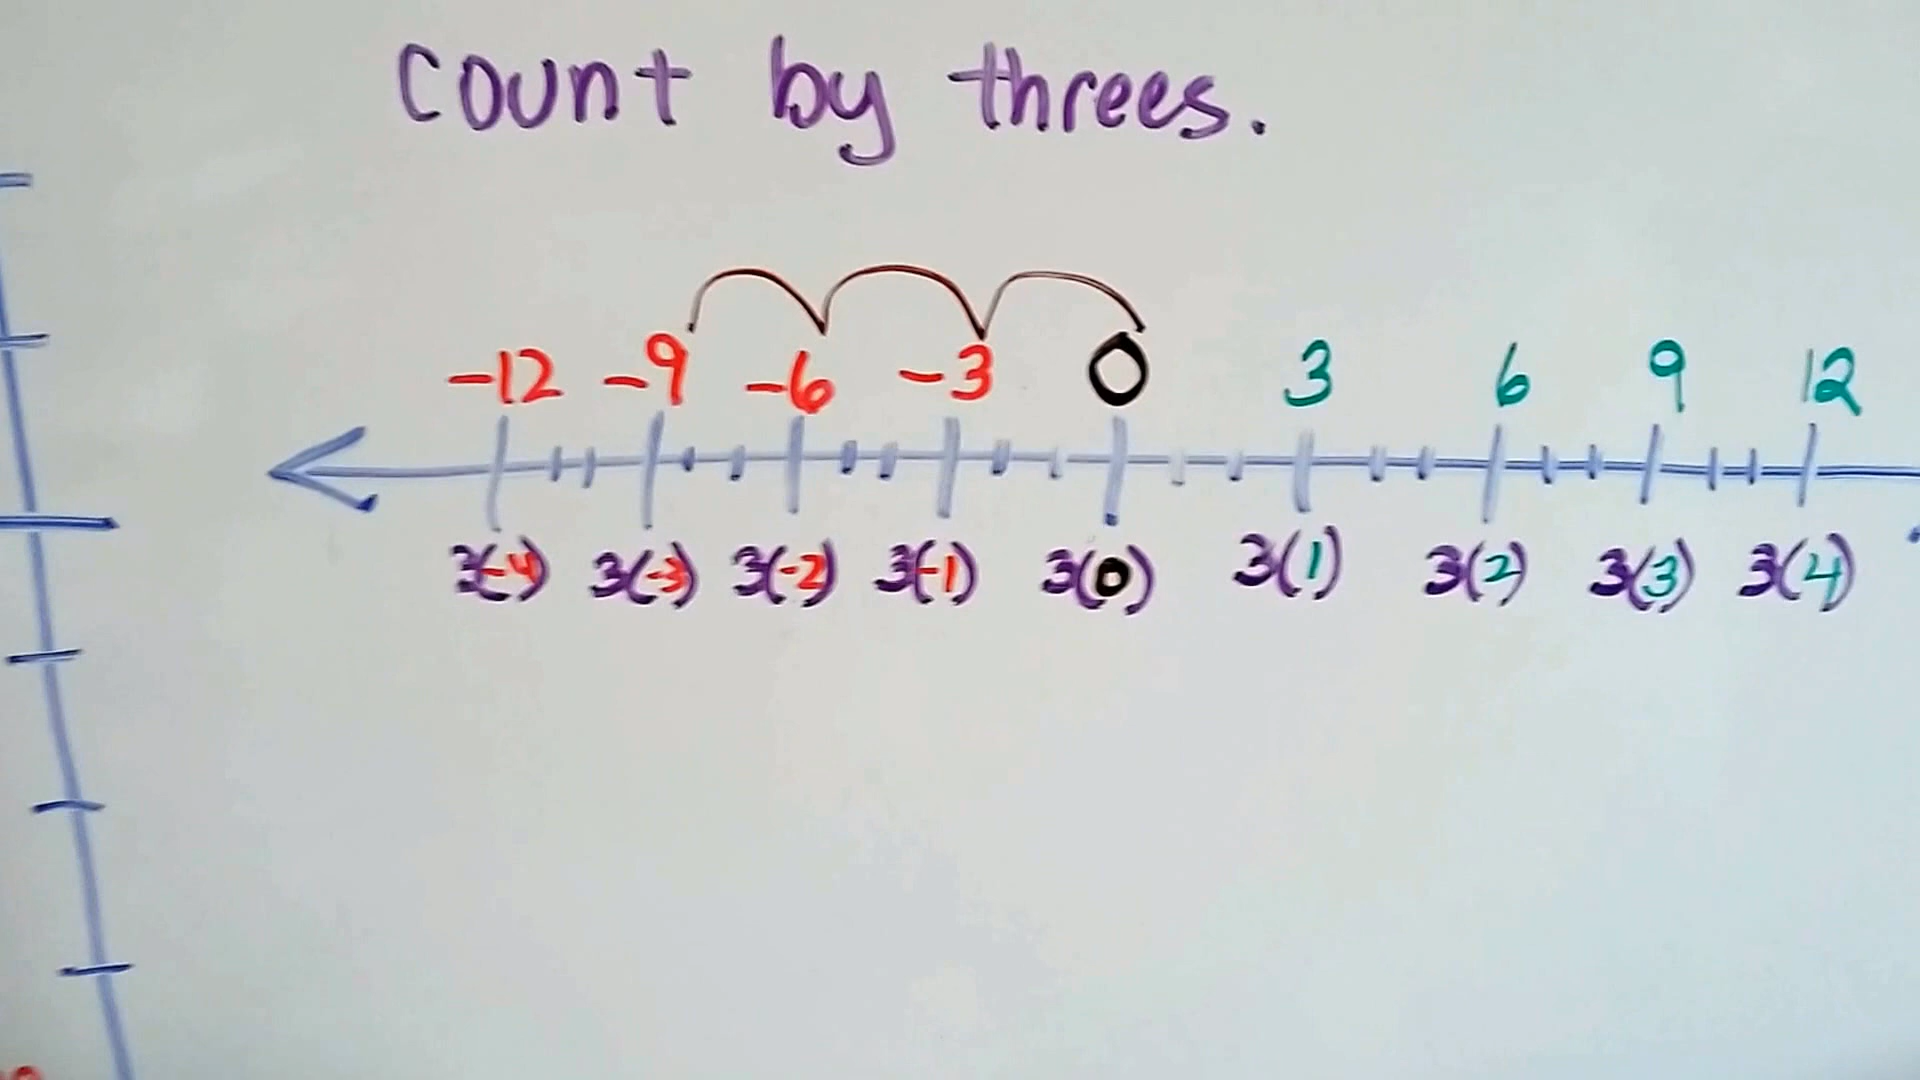 Count by threes.
-12 -9 -6 -3 0 3 6 9 12
3(-4) 3(-3) 3(-2) 3(-1) 3(0) 3(1) 3(2) 3(3) 3(4)